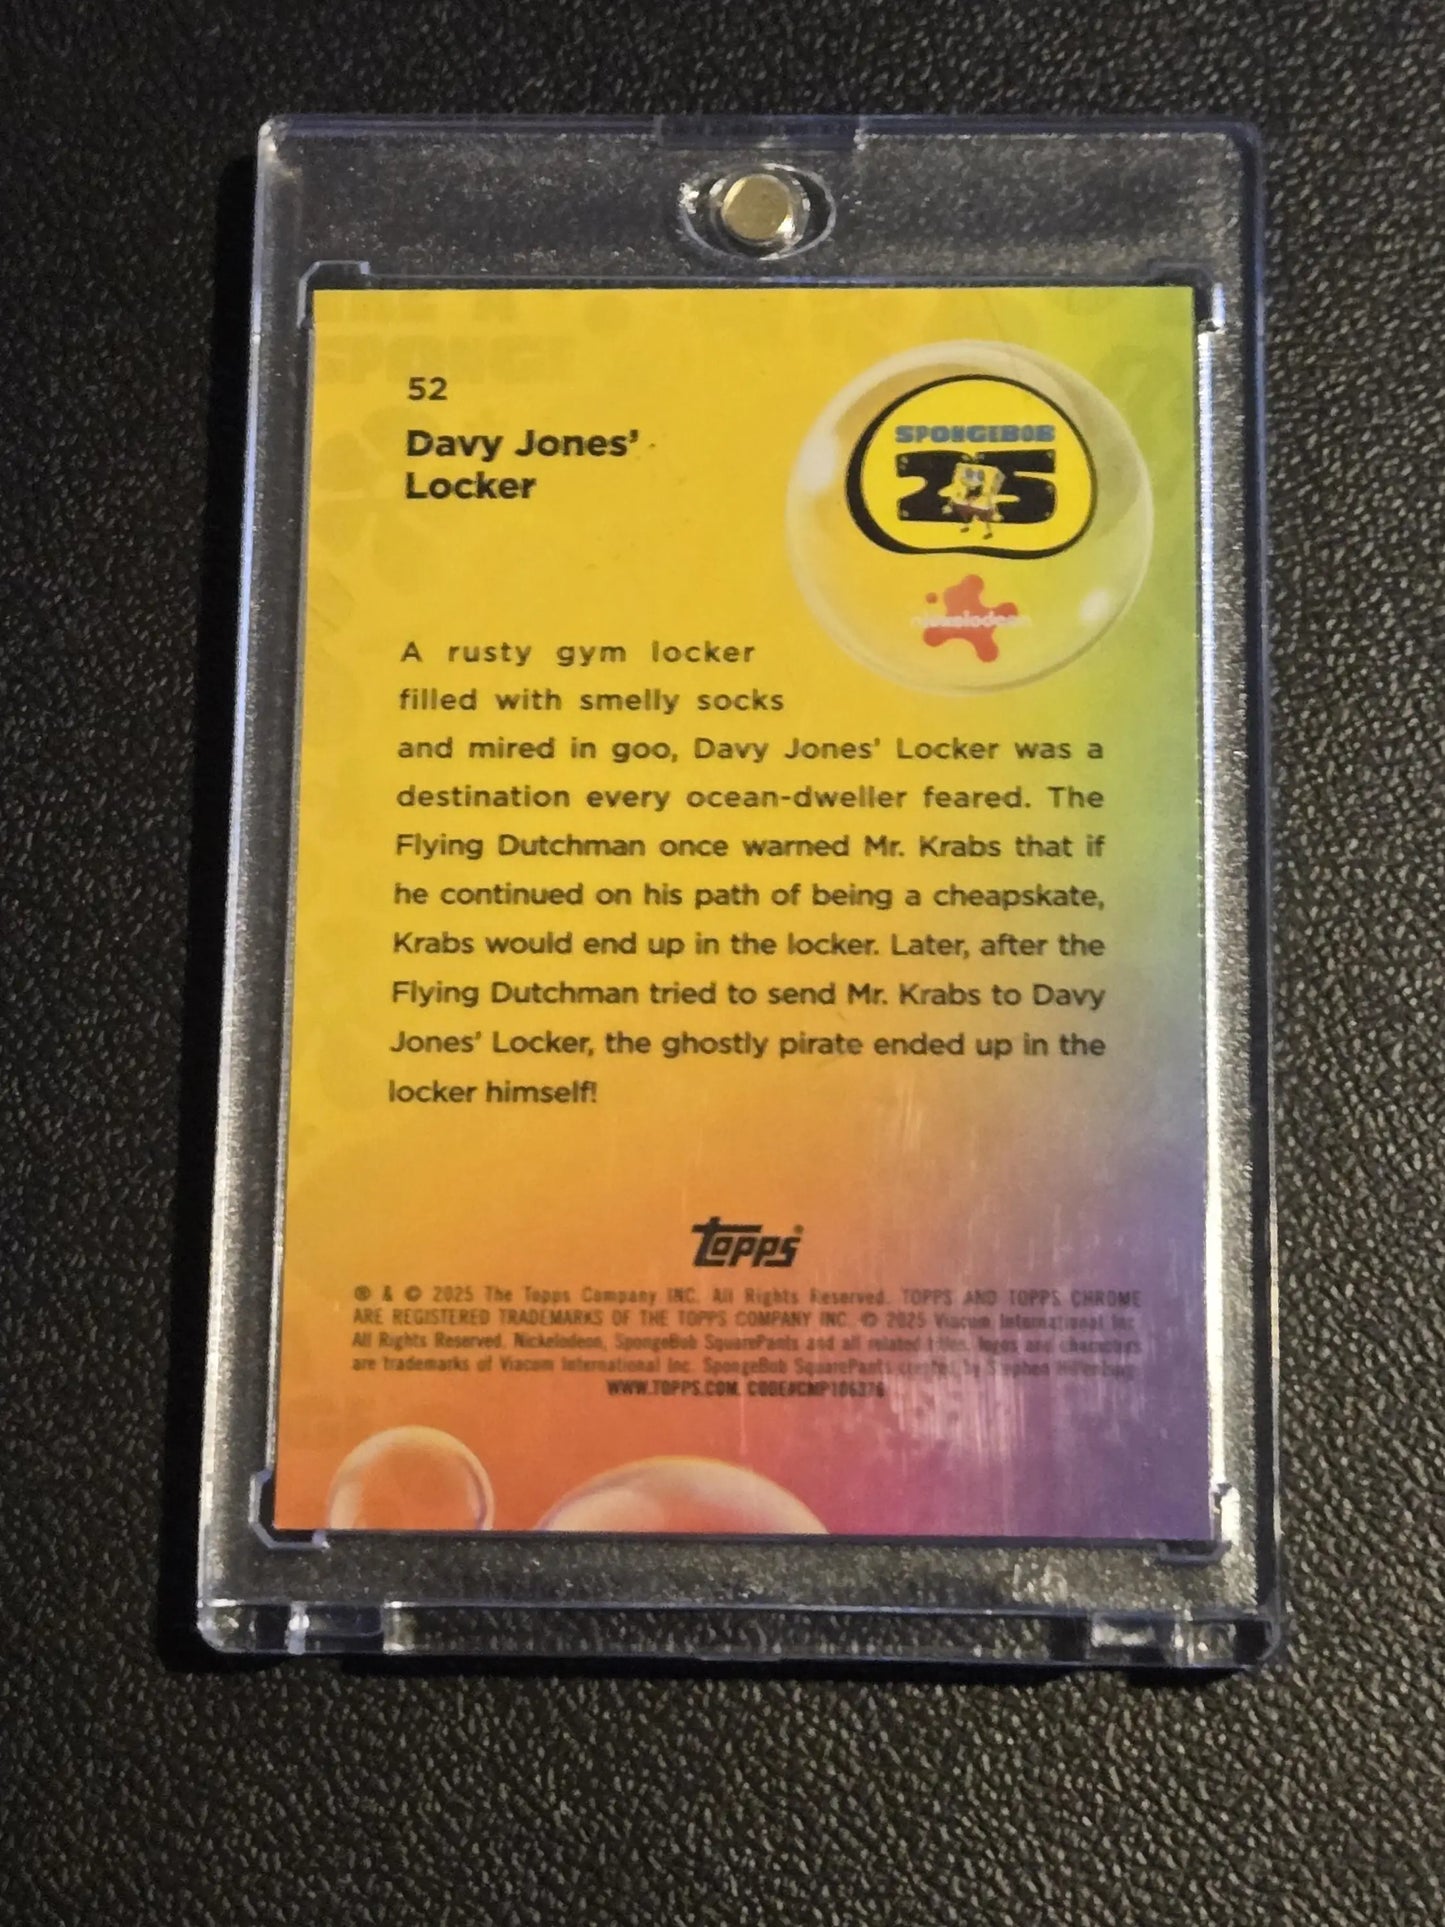 52
Davy Jones'
Locker
SPONGEBOB
25
nickelodeon
A rusty gym locker
filled with smelly socks
and mired in goo, Davy Jones' Locker was a
destination every ocean-dweller feared. The
Flying Dutchman once warned Mr. Krabs that if
he continued on his path of being a cheapskate,
Krabs would end up in the locker. Later, after the
Flying Dutchman tried to send Mr. Krabs to Davy
Jones' Locker, the ghostly pirate ended up in the
locker himself!
topps®
® & © 2025 The Topps Company INC. All Rights Reserved. TOPPS AND TOPPS CHROME
ARE REGISTERED TRADEMARKS OF THE TOPPS COMPANY INC. © 2025 Viacom International Inc.
All Rights Reserved. Nickelodeon, SpongeBob SquarePants and all related titles, logos and characters
are trademarks of Viacom International Inc. SpongeBob SquarePants created by Stephen Hillenburg.
WWW.TOPPS.COM. CODE#CMP106376